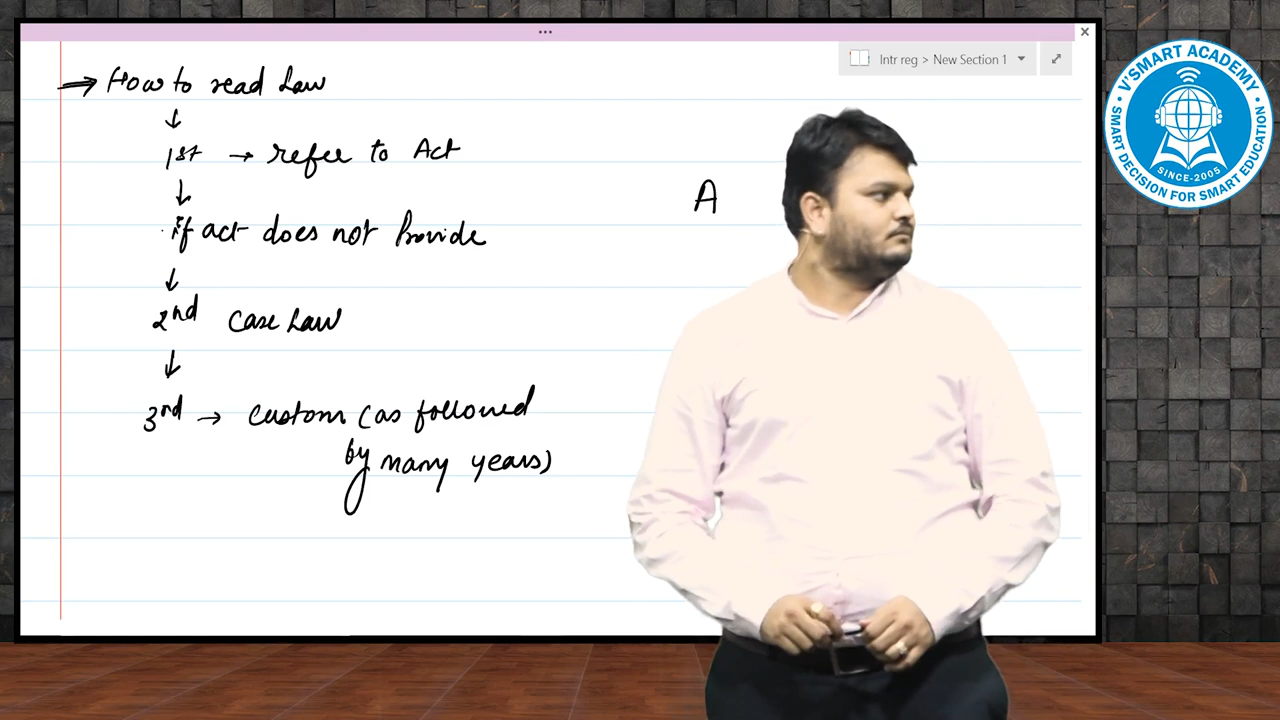 ... ×
Intr reg > New Section 1
→ How to read Law
↓
1st → refer to Act
↓
if act does not Provide
↓
2nd Case Law
↓
3rd → custom (as followed
by many years)
A
V'SMART ACADEMY
SINCE-2005
• SMART DECISION FOR SMART EDUCATION •